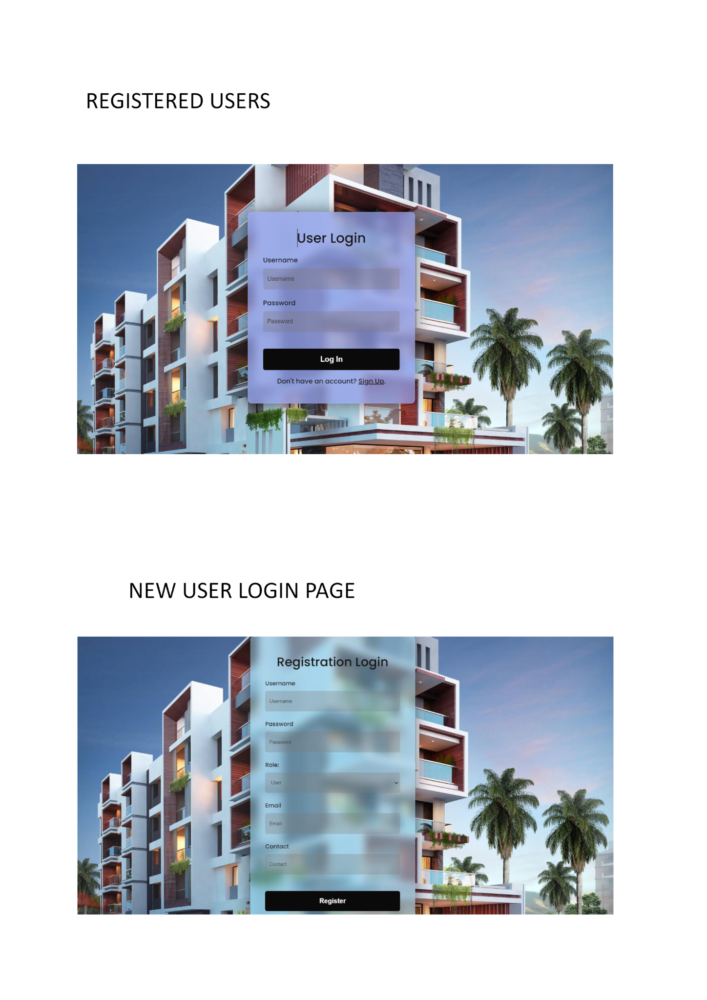 REGISTERED USERS
User Login
Username
Username
Password
Password
Log In
Don't have an account? Sign Up.
NEW USER LOGIN PAGE
Registration Login
Username
Username
Password
Password
Role:
User
Email
Email
Contact
Contact
Register